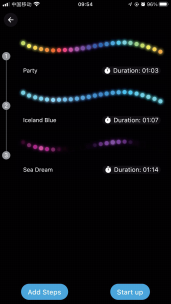 中国移动 09:54 96%
1
Party Duration: 01:03
2
Iceland Blue Duration: 01:07
3
Sea Dream Duration: 01:14
Add Steps Start up